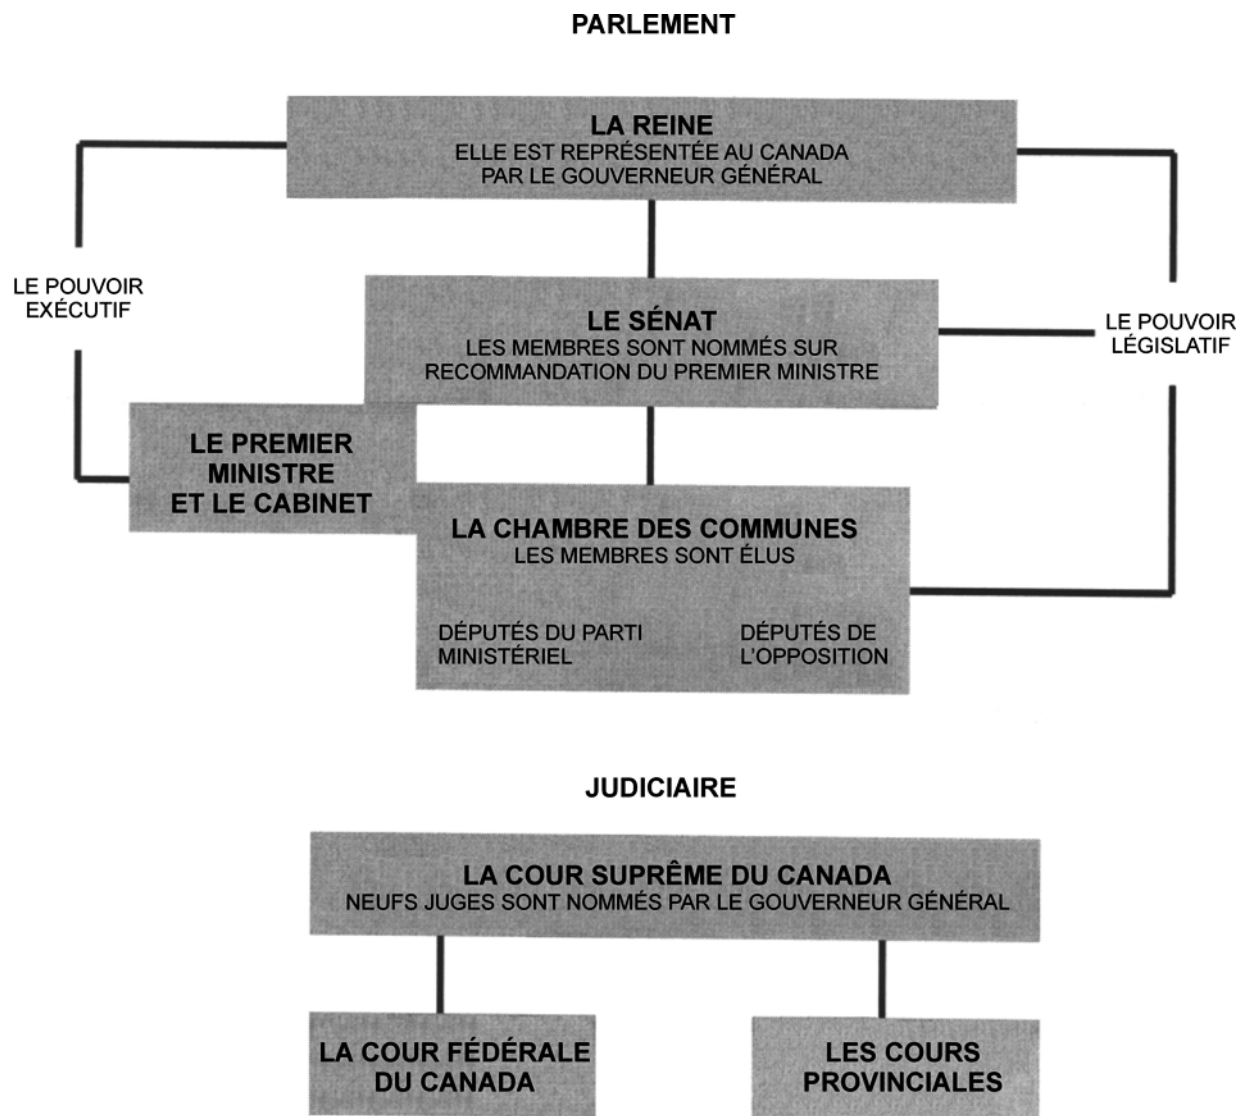 PARLEMENT
LA REINE
ELLE EST REPRÉSENTÉE AU CANADA
PAR LE GOUVERNEUR GÉNÉRAL
LE POUVOIR
EXÉCUTIF
LE SÉNAT
LES MEMBRES SONT NOMMÉS SUR
RECOMMANDATION DU PREMIER MINISTRE
LE POUVOIR
LÉGISLATIF
LE PREMIER
MINISTRE
ET LE CABINET
LA CHAMBRE DES COMMUNES
LES MEMBRES SONT ÉLUS
DÉPUTÉS DU PARTI
MINISTÉRIEL
DÉPUTÉS DE
L'OPPOSITION
JUDICIAIRE
LA COUR SUPRÊME DU CANADA
NEUFS JUGES SONT NOMMÉS PAR LE GOUVERNEUR GÉNÉRAL
LA COUR FÉDÉRALE
DU CANADA
LES COURS
PROVINCIALES